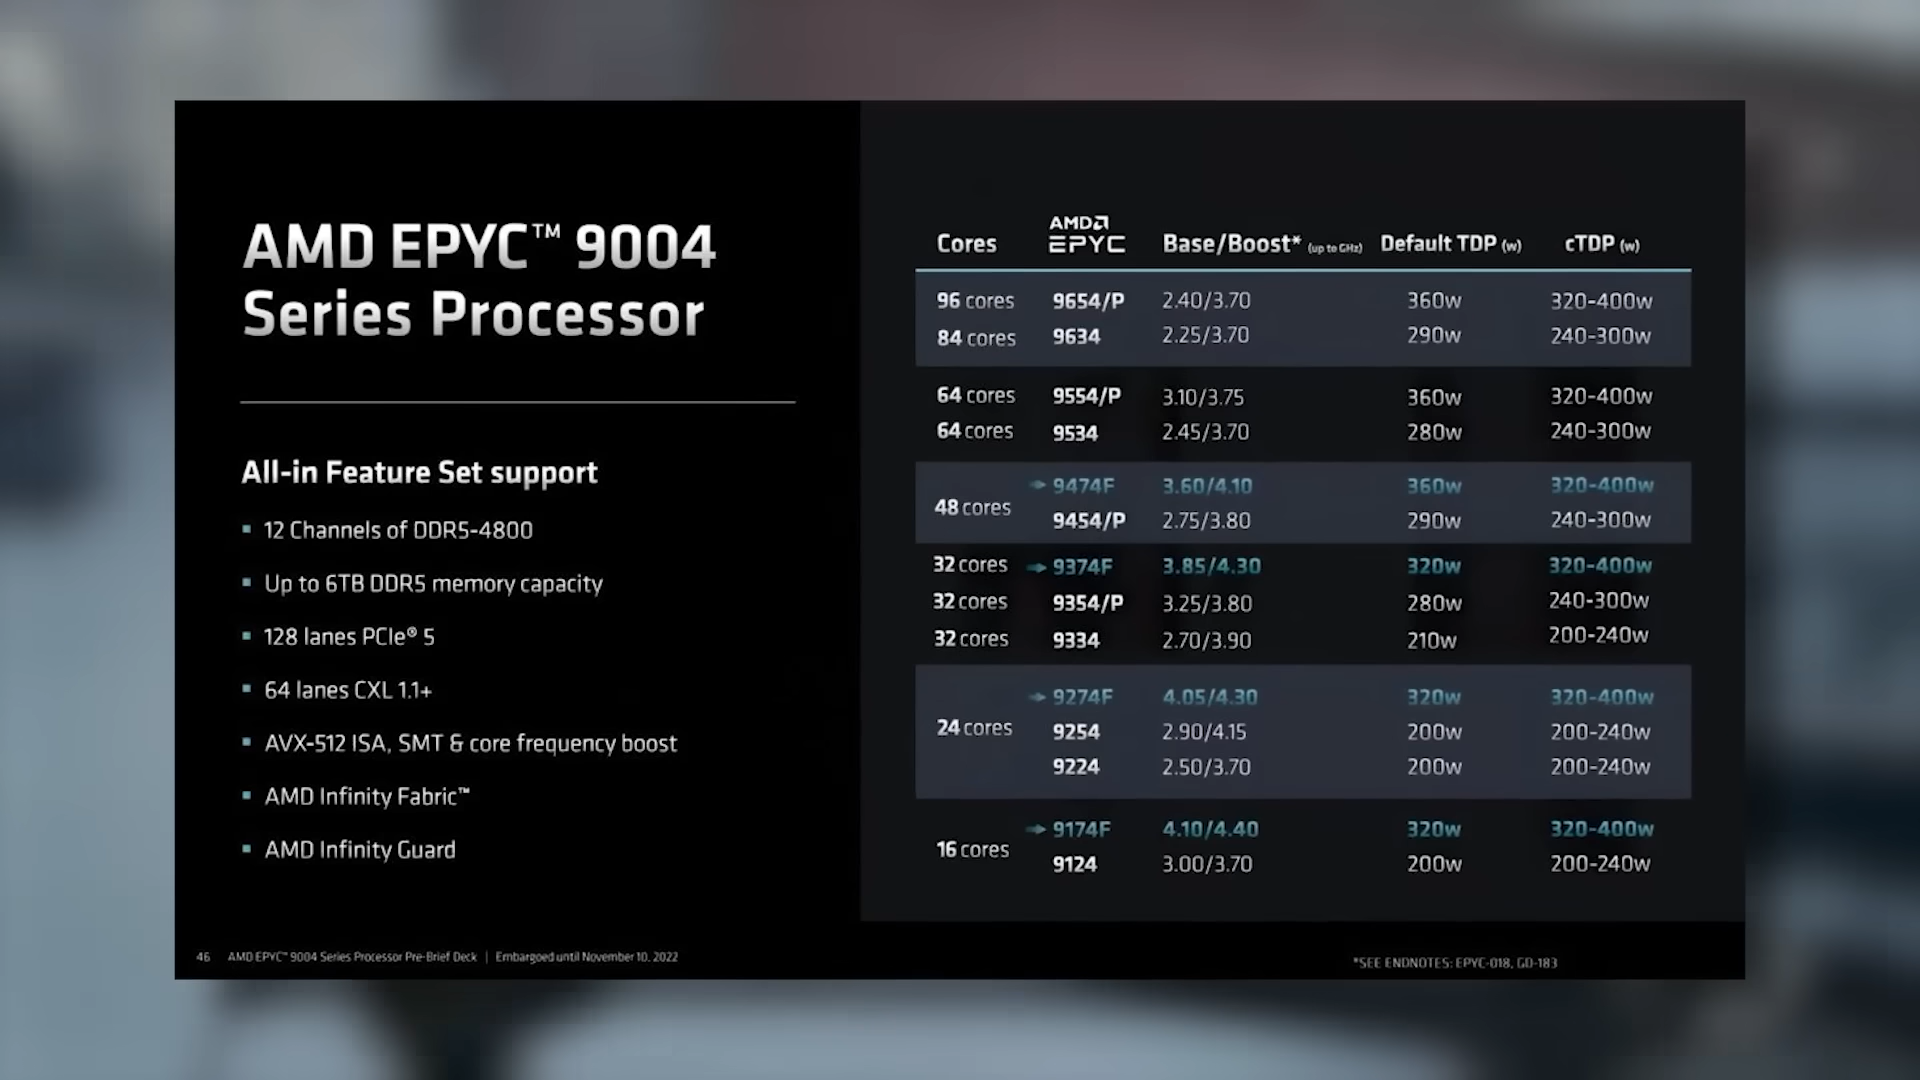 AMD EPYC™ 9004
Series Processor
All-in Feature Set support
▪ 12 Channels of DDR5-4800
▪ Up to 6TB DDR5 memory capacity
▪ 128 lanes PCIe® 5
▪ 64 lanes CXL 1.1+
▪ AVX-512 ISA, SMT & core frequency boost
▪ AMD Infinity Fabric™
▪ AMD Infinity Guard
46 AMD EPYC™ 9004 Series Processor Pre-Brief Deck | Embargoed until November 10, 2022
Cores AMD EPYC Base/Boost* (up to GHz) Default TDP (w) cTDP (w)
96 cores 9654/P 2.40/3.70 360w 320-400w
84 cores 9634 2.25/3.70 290w 240-300w
64 cores 9554/P 3.10/3.75 360w 320-400w
64 cores 9534 2.45/3.70 280w 240-300w
48 cores 9474F 3.60/4.10 360w 320-400w
9454/P 2.75/3.80 290w 240-300w
32 cores 9374F 3.85/4.30 320w 320-400w
32 cores 9354/P 3.25/3.80 280w 240-300w
32 cores 9334 2.70/3.90 210w 200-240w
24 cores 9274F 4.05/4.30 320w 320-400w
9254 2.90/4.15 200w 200-240w
9224 2.50/3.70 200w 200-240w
16 cores 9174F 4.10/4.40 320w 320-400w
9124 3.00/3.70 200w 200-240w
*SEE ENDNOTES: EPYC-018, GD-183